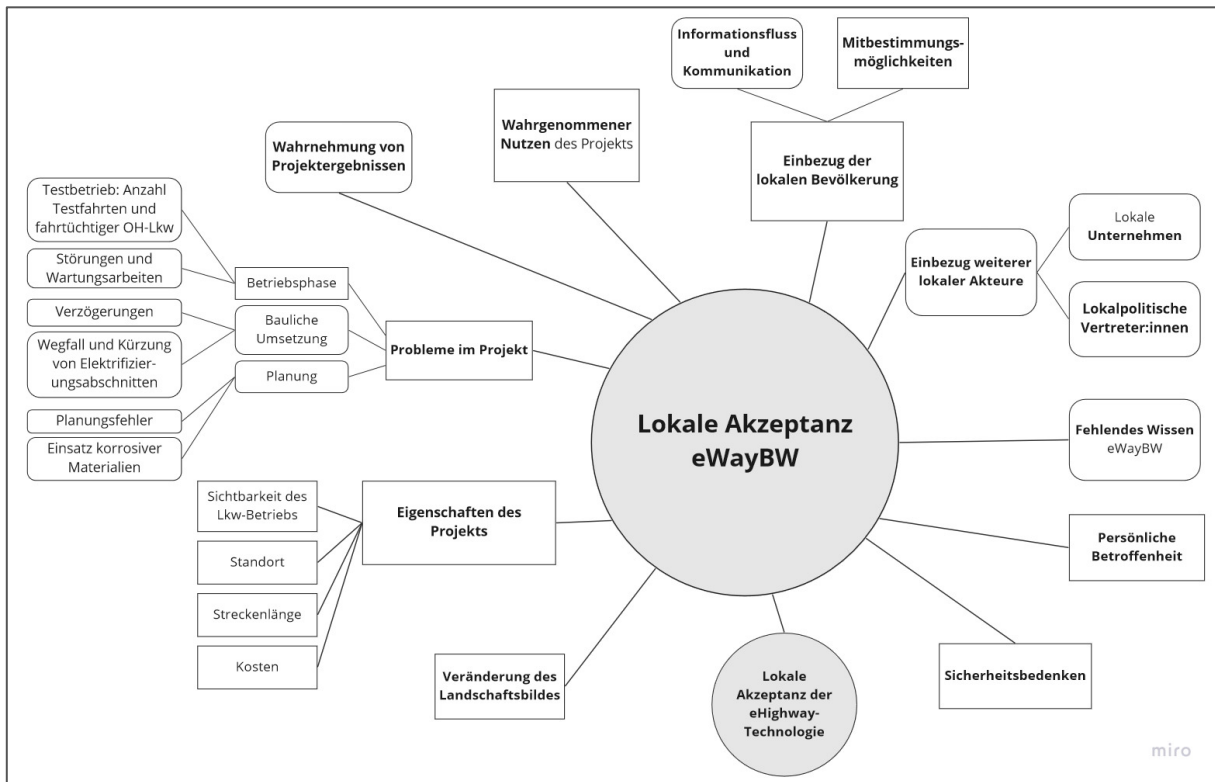 Informationsfluss
und
Kommunikation
Mitbestimmungs-
möglichkeiten
Wahrgenommener
Nutzen des Projekts
Wahrnehmung von
Projektergebnissen
Einbezug der
lokalen Bevölkerung
Testbetrieb: Anzahl
Testfahrten und
fahrtüchtiger OH-Lkw
Störungen und
Wartungsarbeiten
Verzögerungen
Wegfall und Kürzung
von Elektrifizier-
ungsabschnitten
Planungsfehler
Einsatz korrosiver
Materialien
Betriebsphase
Bauliche
Umsetzung
Planung
Probleme im Projekt
Einbezug weiterer
lokaler Akteure
Lokale
Unternehmen
Lokalpolitische
Vertreter:innen
Lokale Akzeptanz
eWayBW
Fehlendes Wissen
eWayBW
Persönliche
Betroffenheit
Sicherheitsbedenken
Eigenschaften des
Projekts
Sichtbarkeit des
Lkw-Betriebs
Standort
Streckenlänge
Kosten
Veränderung des
Landschaftsbildes
Lokale
Akzeptanz der
eHighway-
Technologie
miro